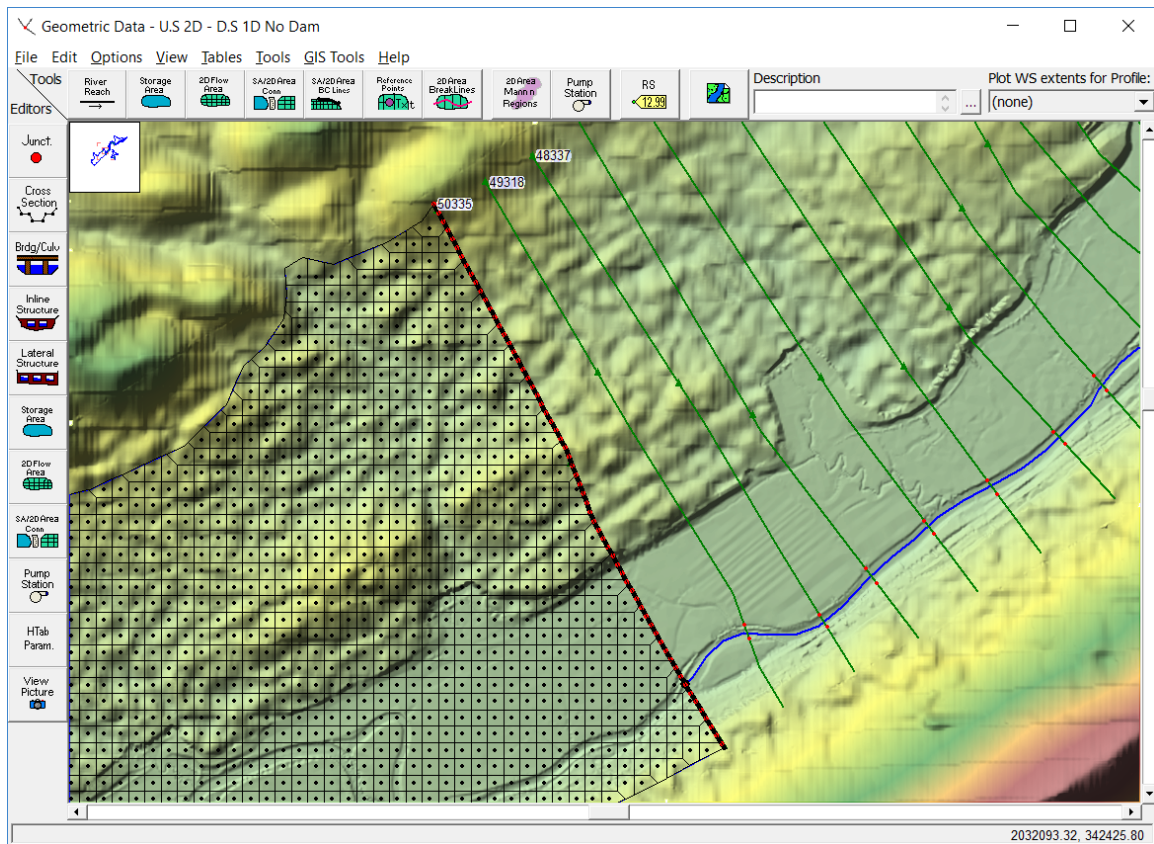 Geometric Data - U.S 2D - D.S 1D No Dam
File Edit Options View Tables Tools GIS Tools Help
Tools
Editors
River
Reach
Storage
Area
2D Flow
Area
SA/2D Area
Conn
SA/2D Area
BC Lines
Reference
Points
2D Area
BreakLines
2D Area
Mann n
Regions
Pump
Station
RS
12.99
Description
...
Plot WS extents for Profile:
(none)
Junct.
Cross
Section
Brdg/Culv
Inline
Structure
Lateral
Structure
Storage
Area
2D Flow
Area
SA/2D Area
Conn
Pump
Station
HTab
Param.
View
Picture
48337
49318
50335
2032093.32, 342425.80